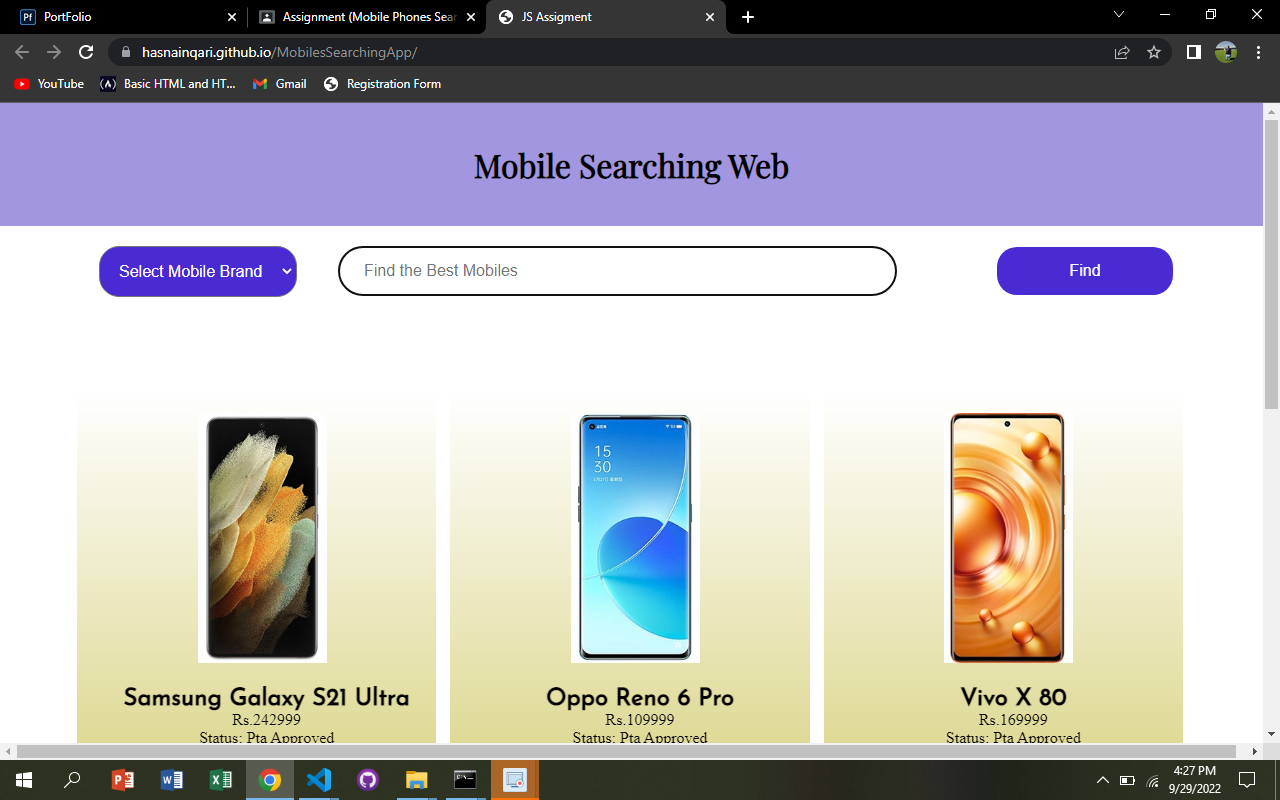 Pf PortFolio
Assignment (Mobile Phones Sear
JS Assigment
hasnainqari.github.io/MobilesSearchingApp/
YouTube
Basic HTML and HT...
Gmail
Registration Form
Mobile Searching Web
Select Mobile Brand
Find the Best Mobiles
Find
15
30
Samsung Galaxy S21 Ultra
Rs.242999
Status: Pta Approved
Oppo Reno 6 Pro
Rs.109999
Status: Pta Approved
Vivo X 80
Rs.169999
Status: Pta Approved
4:27 PM
9/29/2022